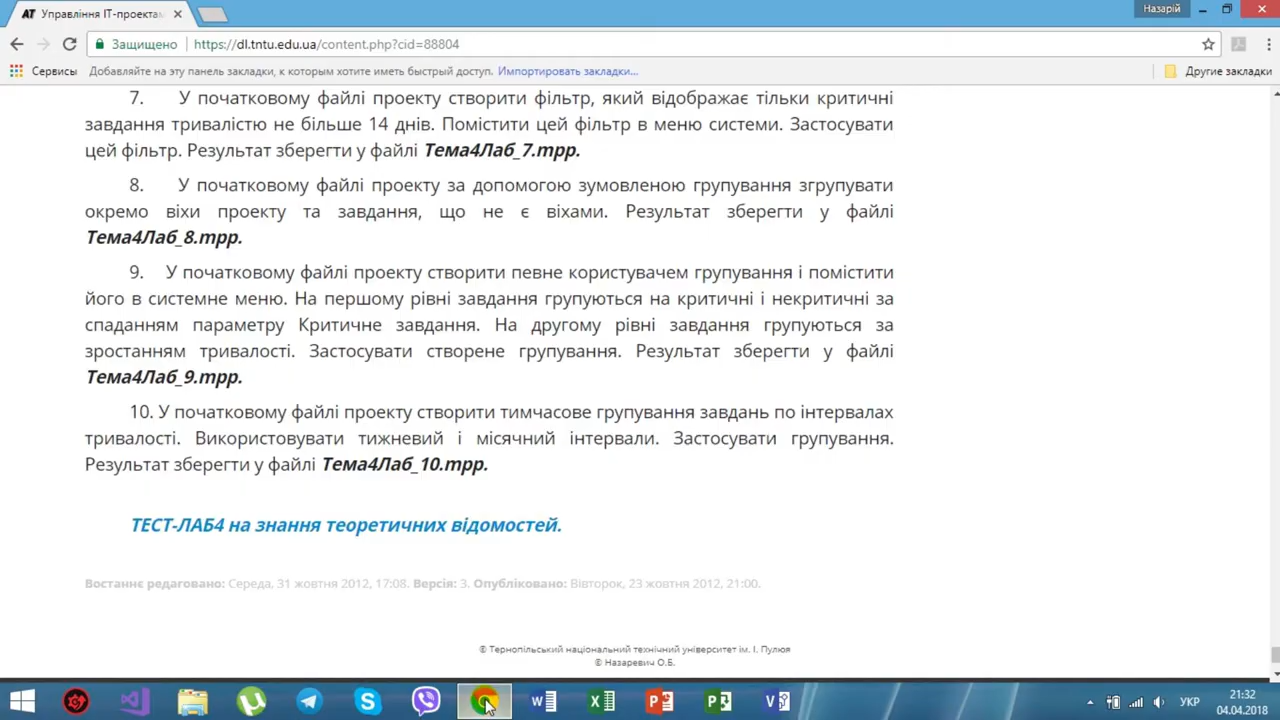 Управління ІТ-проектам
Назарій
Защищено
https://dl.tntu.edu.ua/content.php?cid=88804
Сервисы
Добавляйте на эту панель закладки, к которым хотите иметь быстрый доступ. Импортировать закладки...
Другие закладки
7. У початковому файлі проекту створити фільтр, який відображає тільки критичні
завдання тривалістю не більше 14 днів. Помістити цей фільтр в меню системи. Застосувати
цей фільтр. Результат зберегти у файлі Тема4Лаб_7.mpp.
8. У початковому файлі проекту за допомогою зумовленою групування згрупувати
окремо віхи проекту та завдання, що не є віхами. Результат зберегти у файлі
Тема4Лаб_8.mpp.
9. У початковому файлі проекту створити певне користувачем групування і помістити
його в системне меню. На першому рівні завдання групуються на критичні і некритичні за
спаданням параметру Критичне завдання. На другому рівні завдання групуються за
зростанням тривалості. Застосувати створене групування. Результат зберегти у файлі
Тема4Лаб_9.mpp.
10. У початковому файлі проекту створити тимчасове групування завдань по інтервалах
тривалості. Використовувати тижневий і місячний інтервали. Застосувати групування.
Результат зберегти у файлі Тема4Лаб_10.mpp.
ТЕСТ-ЛАБ4 на знання теоретичних відомостей.
Востаннє редаговано: Середа, 31 жовтня 2012, 17:08. Версія: 3. Опубліковано: Вівторок, 23 жовтня 2012, 21:00.
© Тернопільський національний технічний університет ім. І. Пулюя
© Назаревич О.Б.
УКР
21:32
04.04.2018